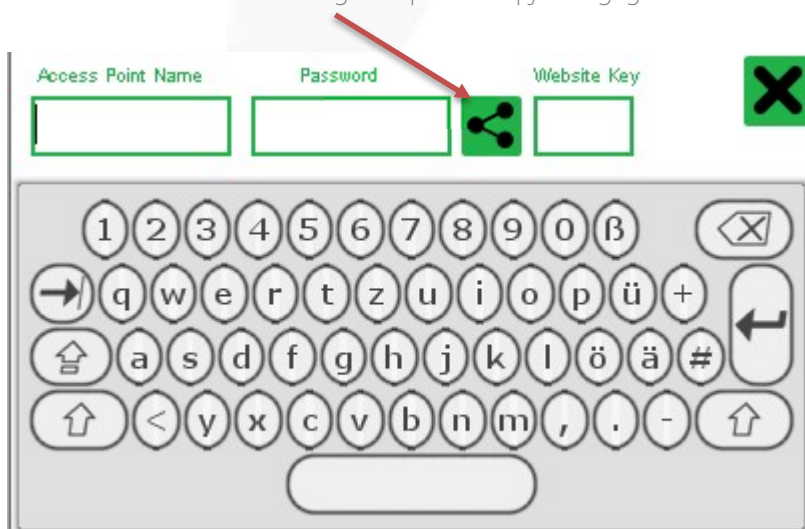 Access Point Name Password Website Key
1 2 3 4 5 6 7 8 9 0 ß
q w e r t z u i o p ü +
a s d f g h j k l ö ä #
< y x c v b n m , . -